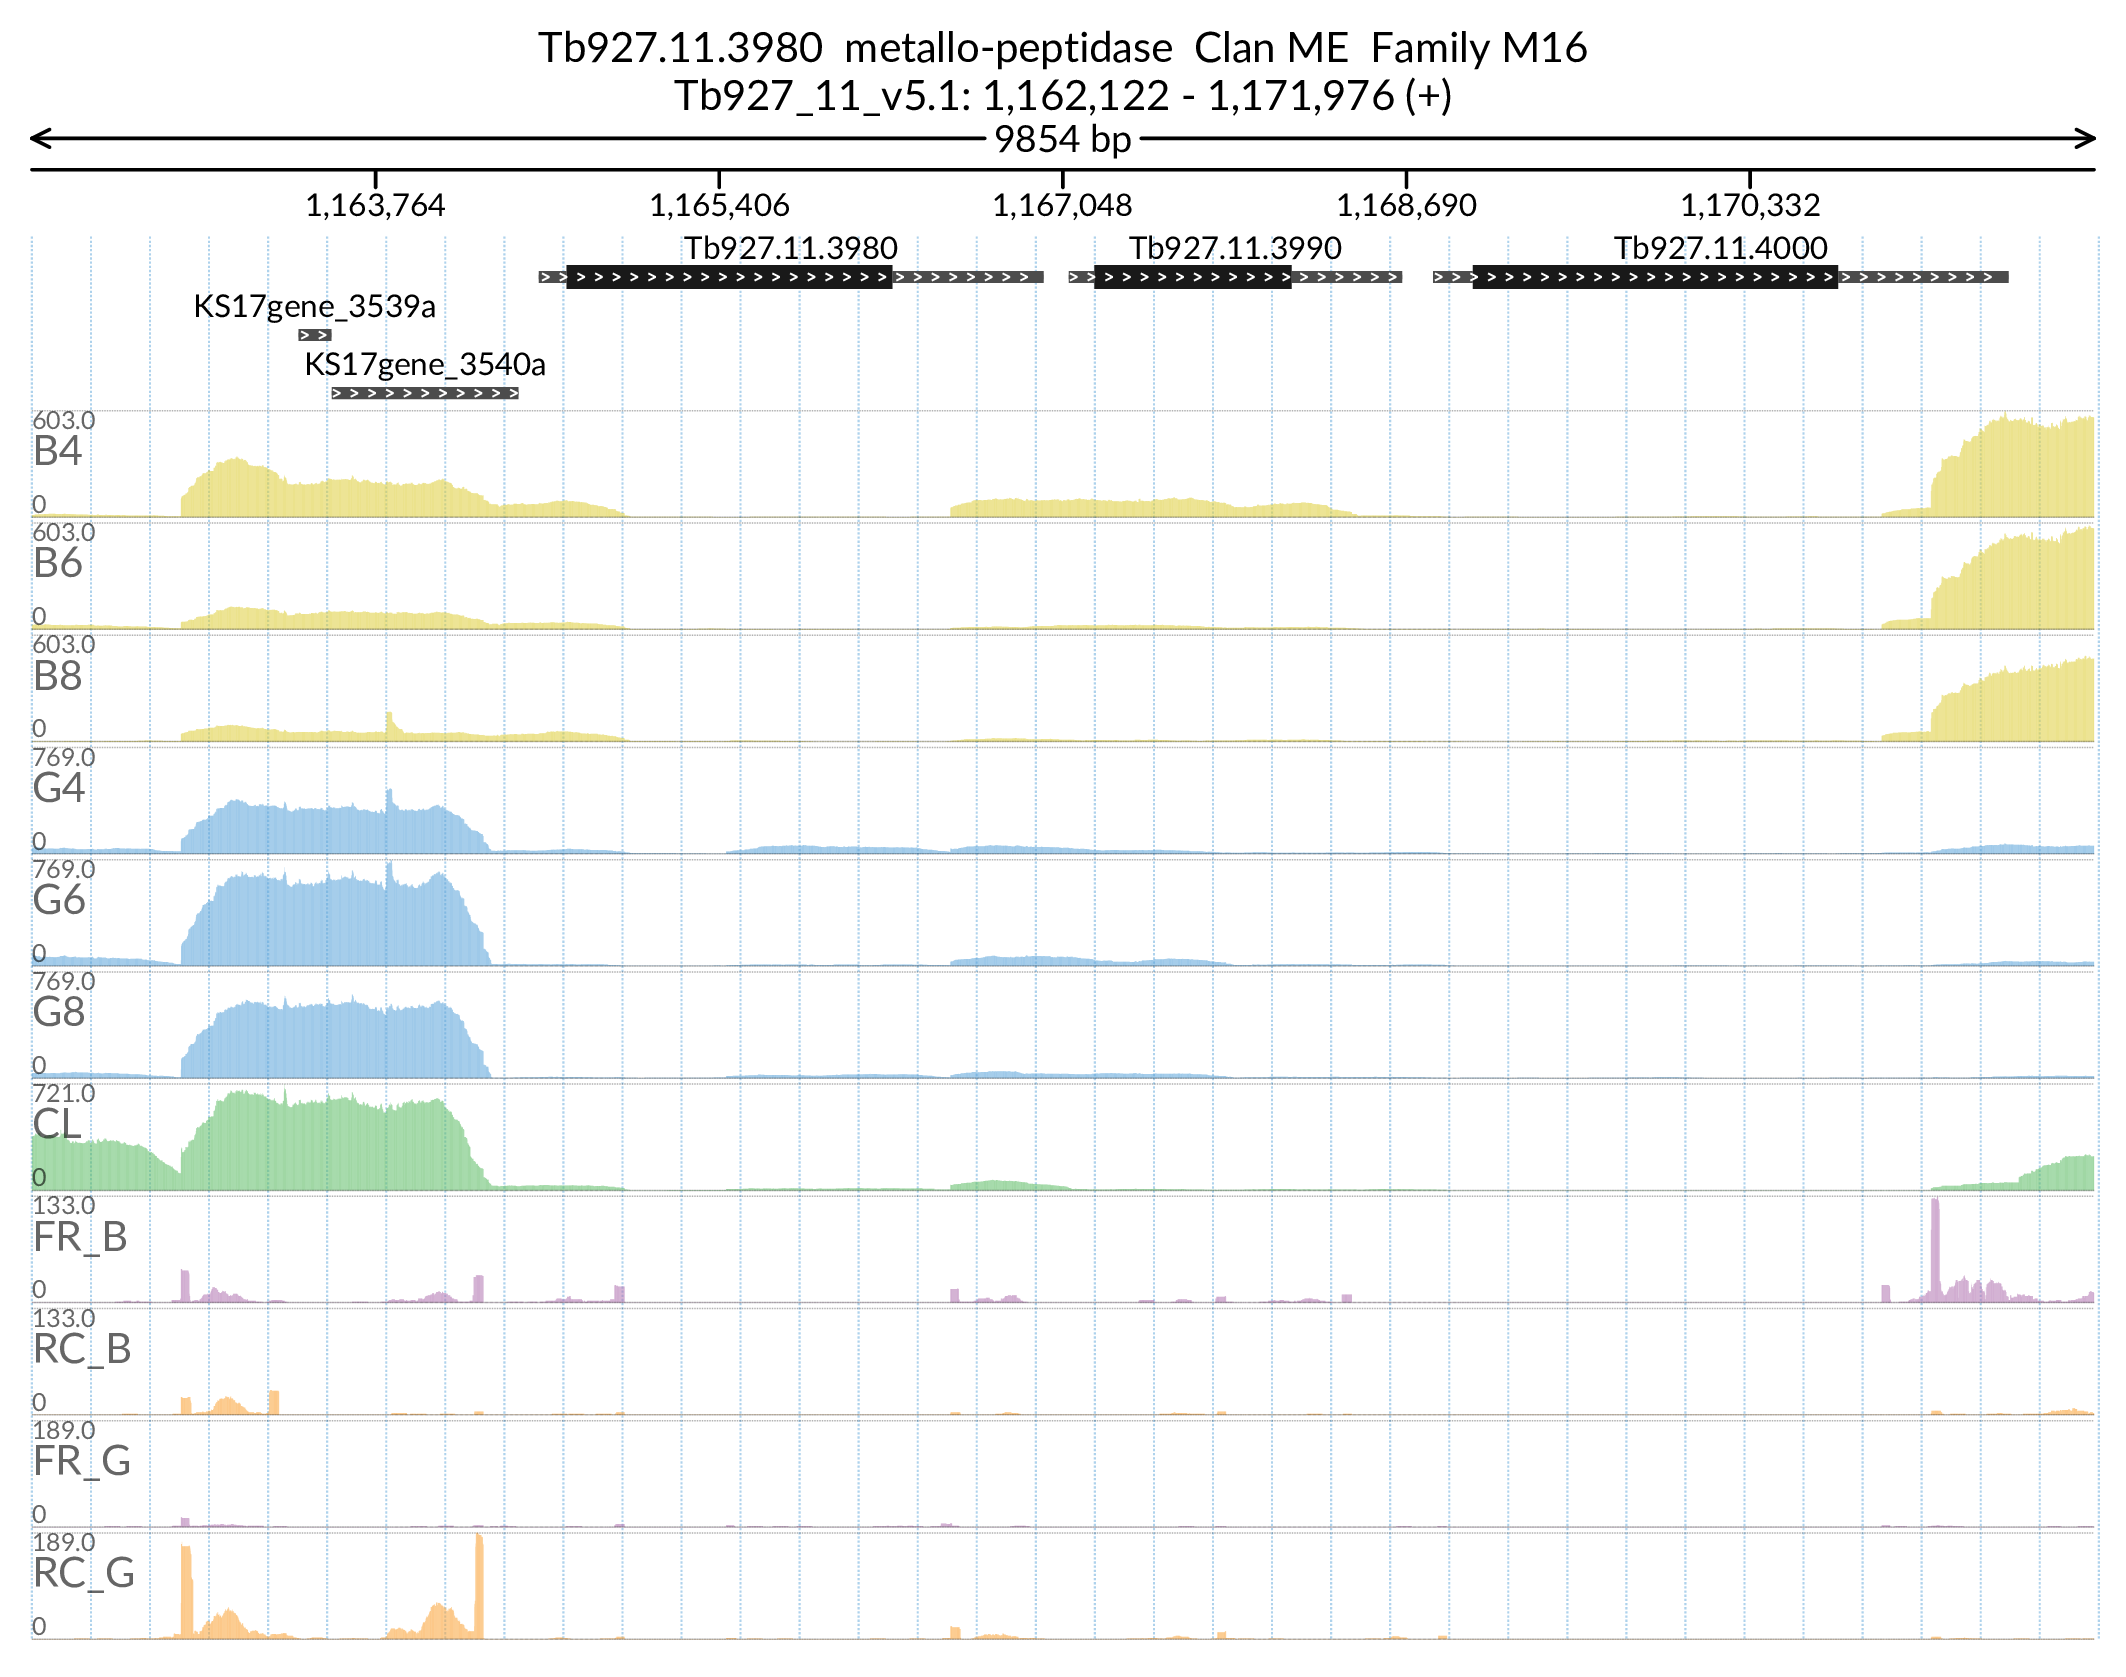 Tb927.11.3980 metallo-peptidase Clan ME Family M16
Tb927_11_v5.1: 1,162,122 - 1,171,976 (+)
9854 bp
1,163,764 1,165,406 1,167,048 1,168,690 1,170,332
Tb927.11.3980 Tb927.11.3990 Tb927.11.4000
KS17gene_3539a
KS17gene_3540a
603.0
B4
0
603.0
B6
0
603.0
B8
0
769.0
G4
0
769.0
G6
0
769.0
G8
0
721.0
CL
0
133.0
FR_B
0
133.0
RC_B
0
189.0
FR_G
0
189.0
RC_G
0